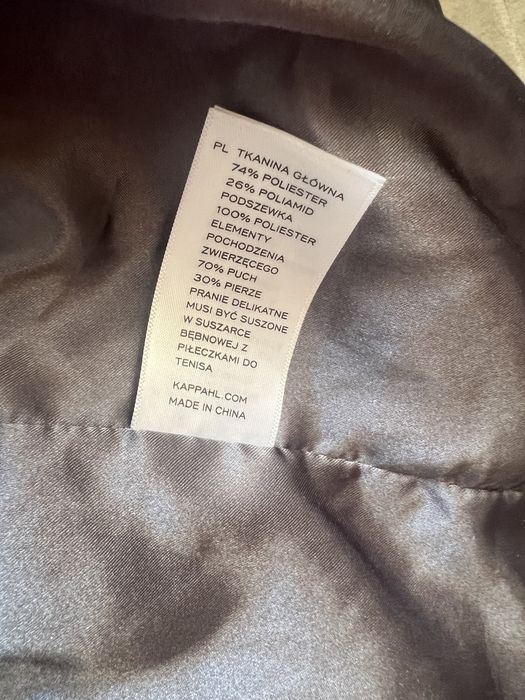 PL TKANINA GŁÓWNA
74% POLIESTER
26% POLIAMID
PODSZEWKA
100% POLIESTER
ELEMENTY
POCHODZENIA
ZWIERZĘCEGO
70% PUCH
30% PIERZE
PRANIE DELIKATNE
MUSI BYĆ SUSZONE
W SUSZARCE
BĘBNOWEJ Z
PIŁECZKAMI DO
TENISA
KAPPAHL.COM
MADE IN CHINA